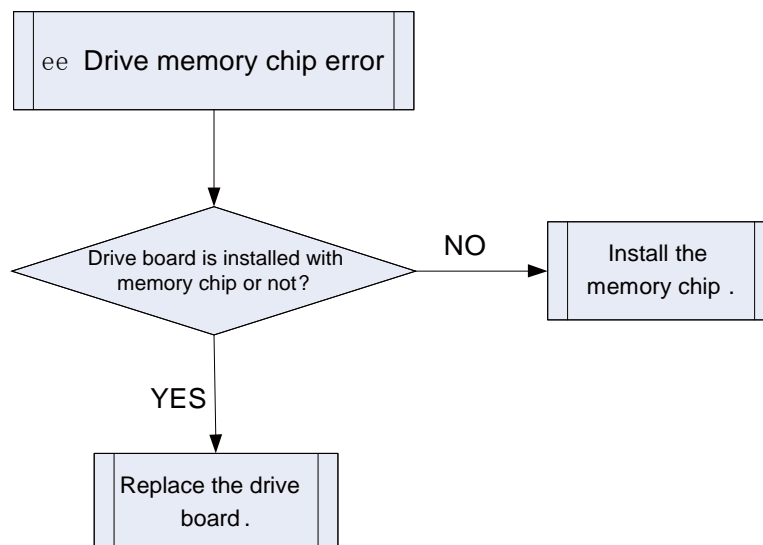 ee Drive memory chip error
Drive board is installed with
memory chip or not?
NO
Install the
memory chip .
YES
Replace the drive
board .